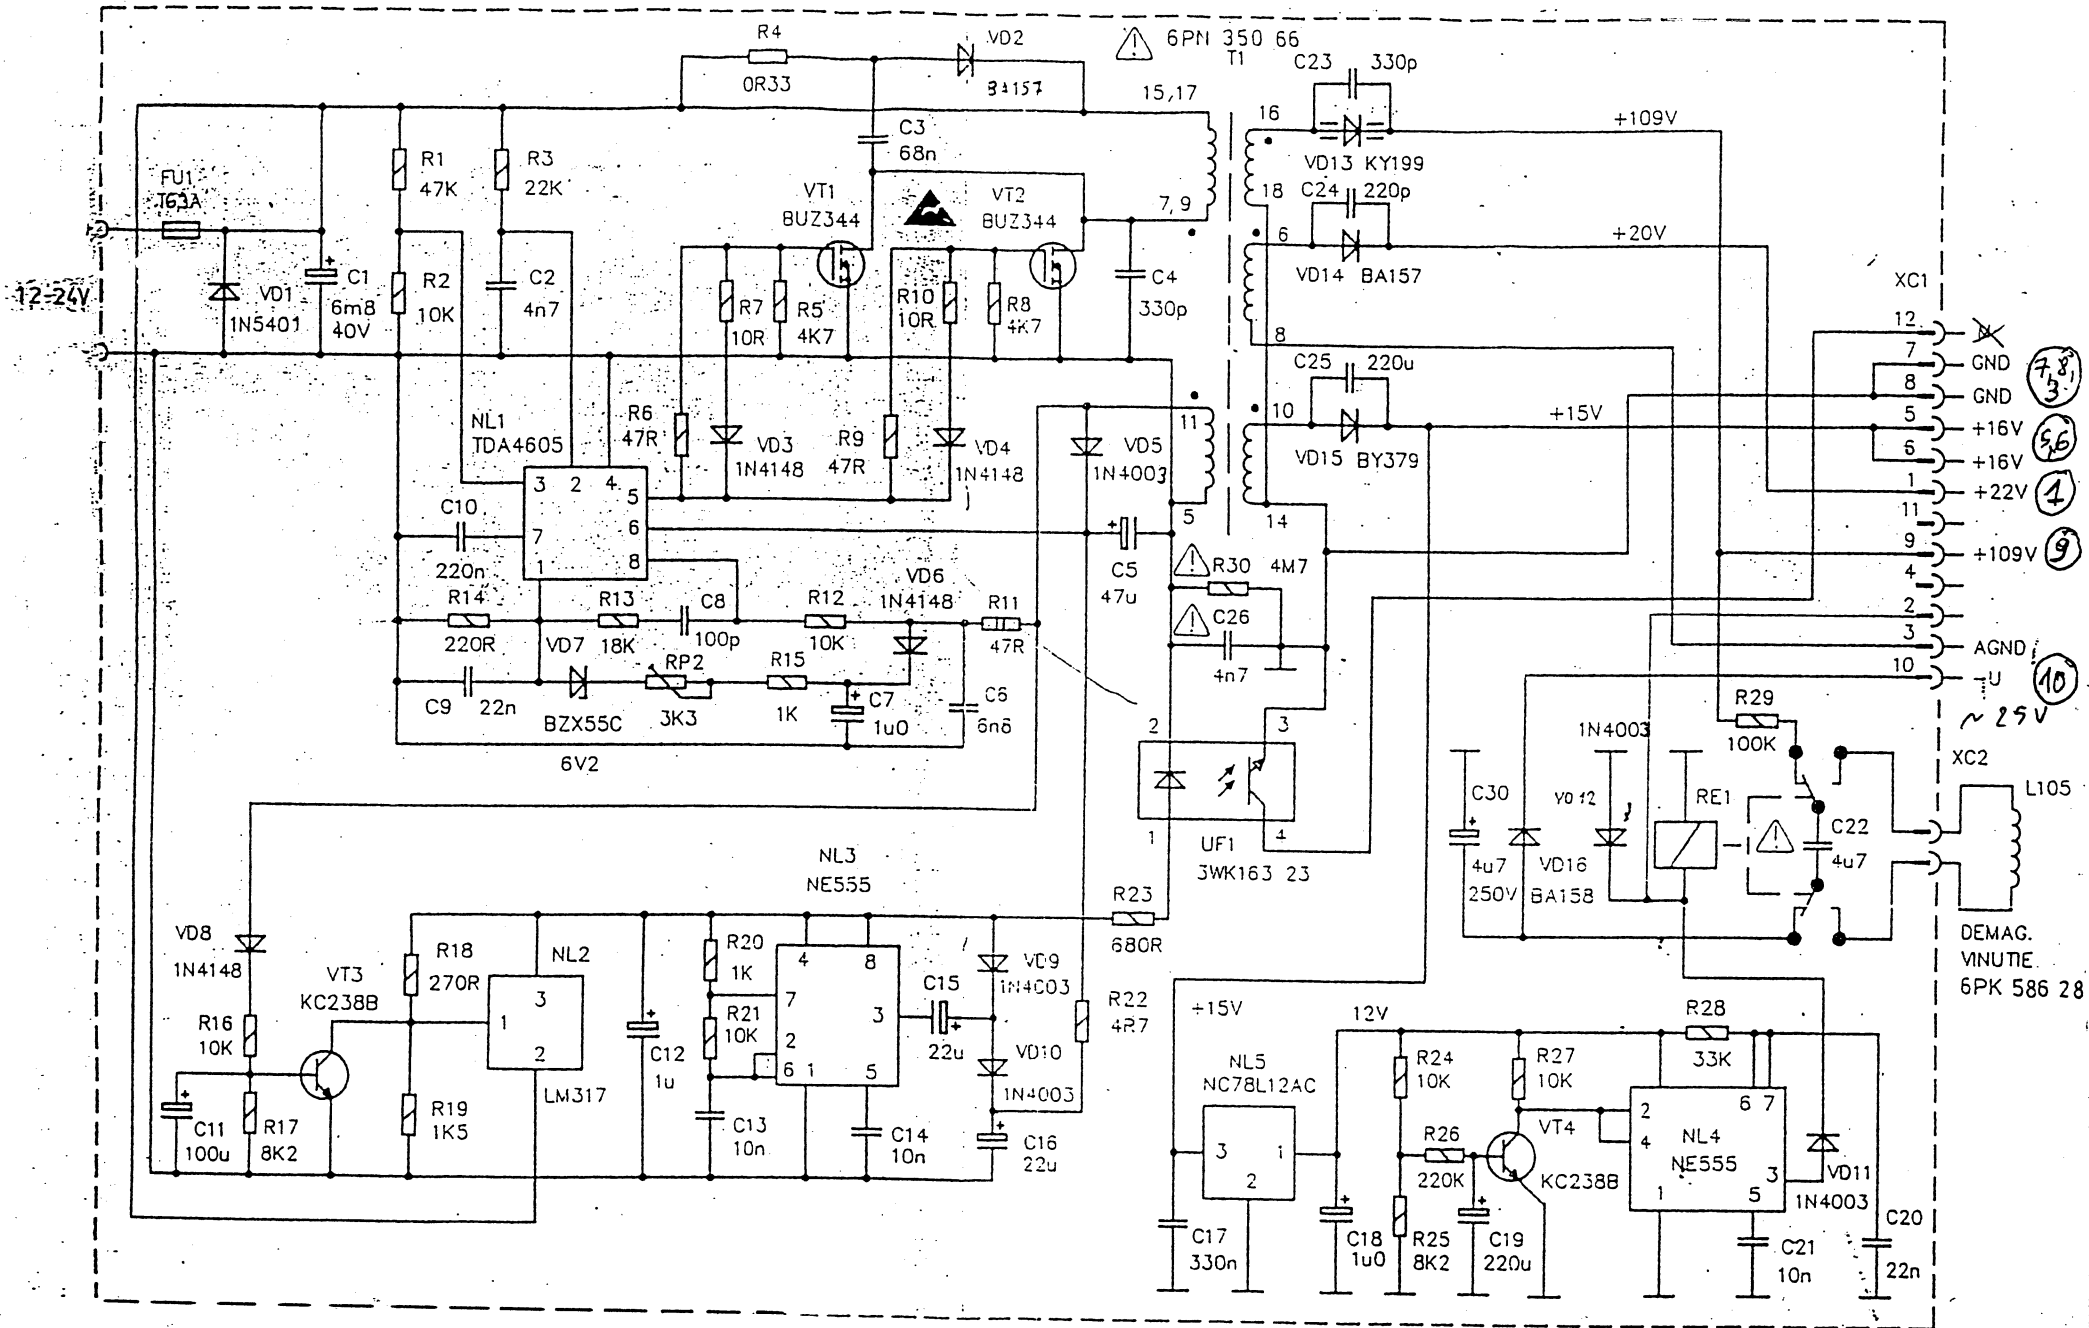 R4
0R33
VD2
BA157
6PN 350 66
T1
C23 330p
15,17
16
+109V
VD13 KY199
C24 220p
18
7,9
6
+20V
VD14 BA157
8
C25 220u
10
+15V
VD15 BY379
C3
68n
R1
47K
R3
22K
FU1
T63A
VT1
BUZ344
VT2
BUZ344
12-24V
VD1
1N5401
C1
6m8
40V
R2
10K
C2
4n7
R7
10R
R5
4K7
R10
10R
R8
4K7
C4
330p
XC1
12
7
GND
8
GND
7,8,
3
5
+16V
6
+16V
5,6
1
+22V
1
11
9
+109V
9
4
2
3
AGND
10
-U
10
~ 25V
NL1
TDA4605
R6
47R
VD3
1N4148
R9
47R
VD4
1N4148
VD5
1N4003
11
5
14
3 2 4
5
6
7
8
1
C10
220n
C5
47u
R30
4M7
C26
4n7
R14
220R
R13
18K
C8
100p
R12
10K
VD6
1N4148
R11
47R
C9 22n
VD7
BZX55C
6V2
RP2
3K3
R15
1K
C7
1u0
C6
6n8
2
3
1
4
UF1
3WK163 23
R29
100K
1N4003
XC2
L105
C30
4u7
250V
VD16
BA158
RE1
C22
4u7
DEMAG.
VINUTIE
6PK 586 28
NL3
NE555
R23
680R
VD8
1N4148
VT3
KC238B
R18
270R
NL2
3
1
2
LM317
R16
10K
R19
1K5
C11
100u
R17
8K2
C12
1u
R20
1K
R21
10K
4 8
7
3
2
6 1 5
C13
10n
C14
10n
C15
22u
VD9
1N4003
VD10
1N4003
C16
22u
R22
4R7
+15V
12V
NL5
NC78L12AC
3 1
2
C17
330n
C18
1u0
R24
10K
R25
8K2
R26
220K
C19
220u
R27
10K
VT4
KC238B
R28
33K
2
6 7
4
NL4
NE555
3
1 5
VD11
1N4003
C21
10n
C20
22n